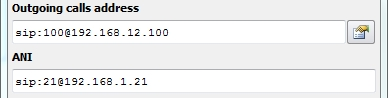 Outgoing calls address
sip:100@192.168.12.100
ANI
sip:21@192.168.1.21